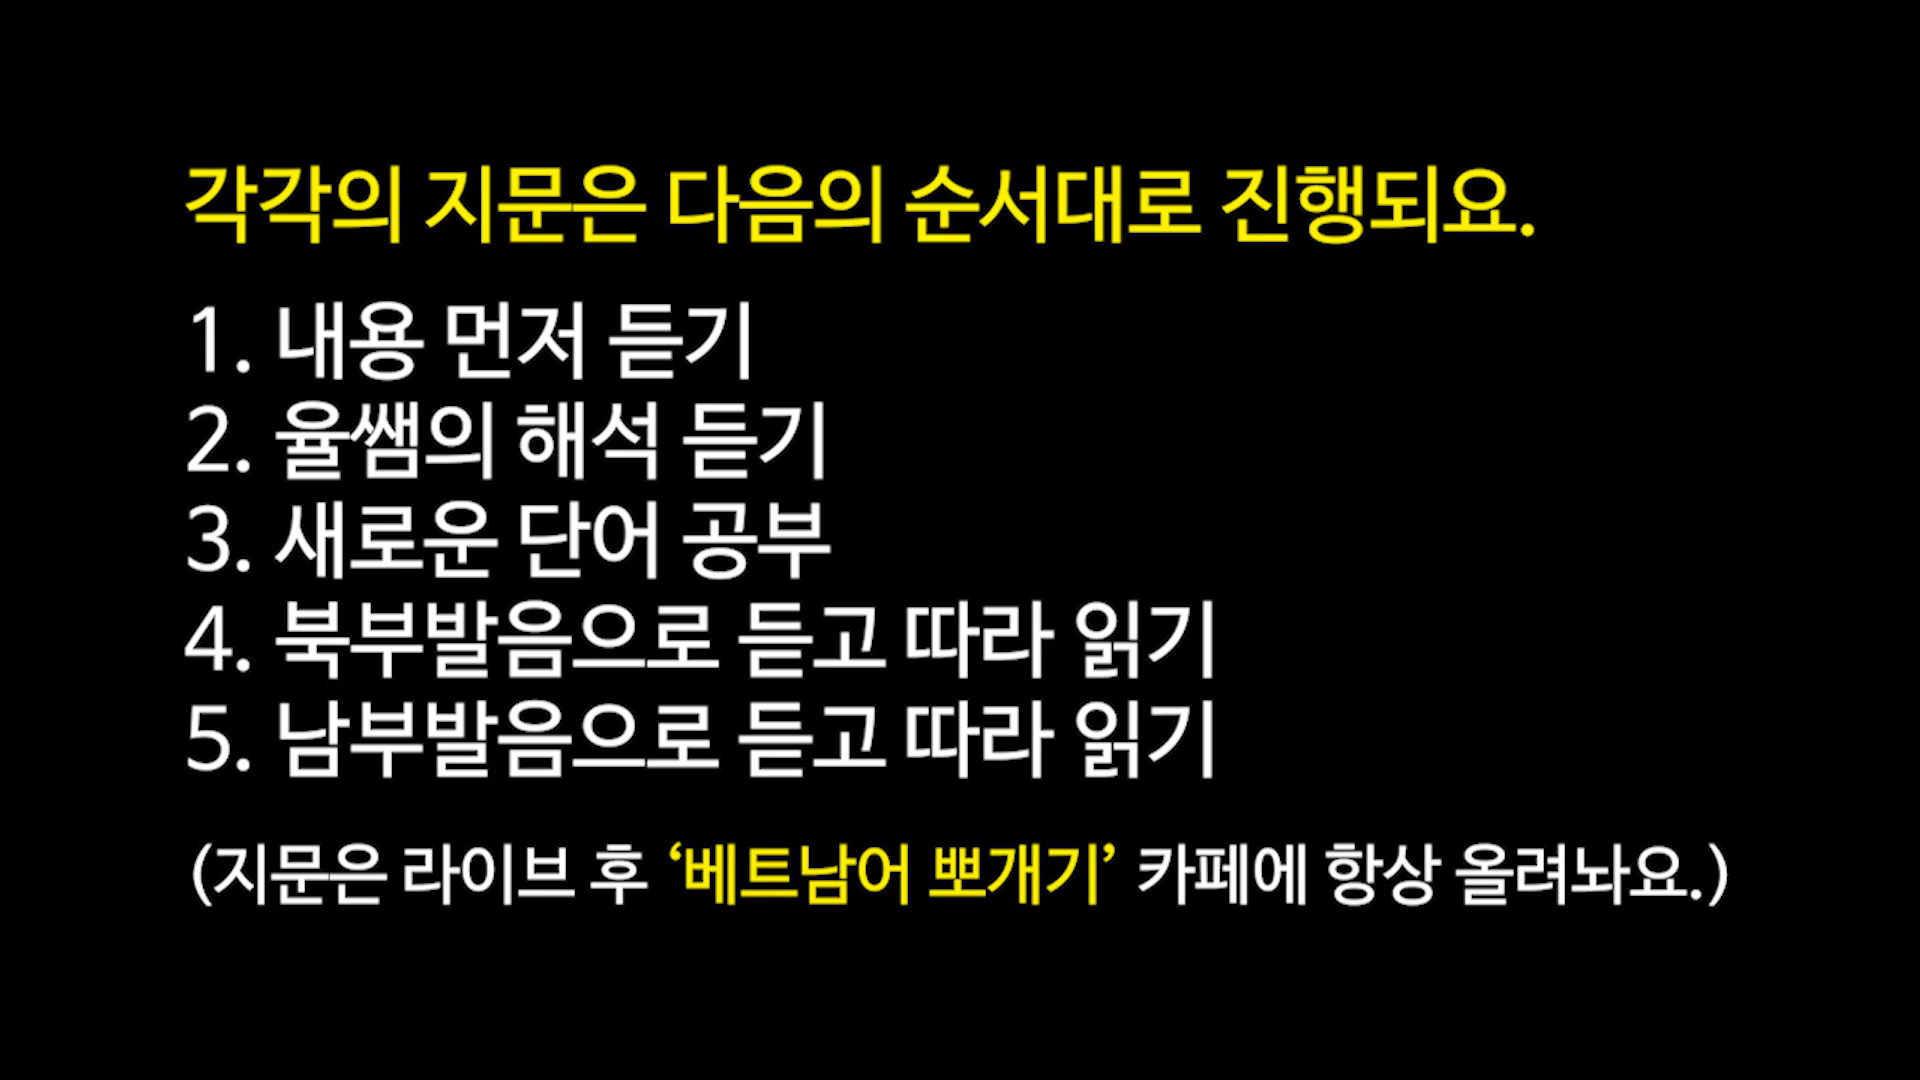 각각의 지문은 다음의 순서대로 진행되요.
1. 내용 먼저 듣기
2. 율쌤의 해석 듣기
3. 새로운 단어 공부
4. 북부발음으로 듣고 따라 읽기
5. 남부발음으로 듣고 따라 읽기
(지문은 라이브 후 ‘베트남어 뽀개기’ 카페에 항상 올려놔요.)